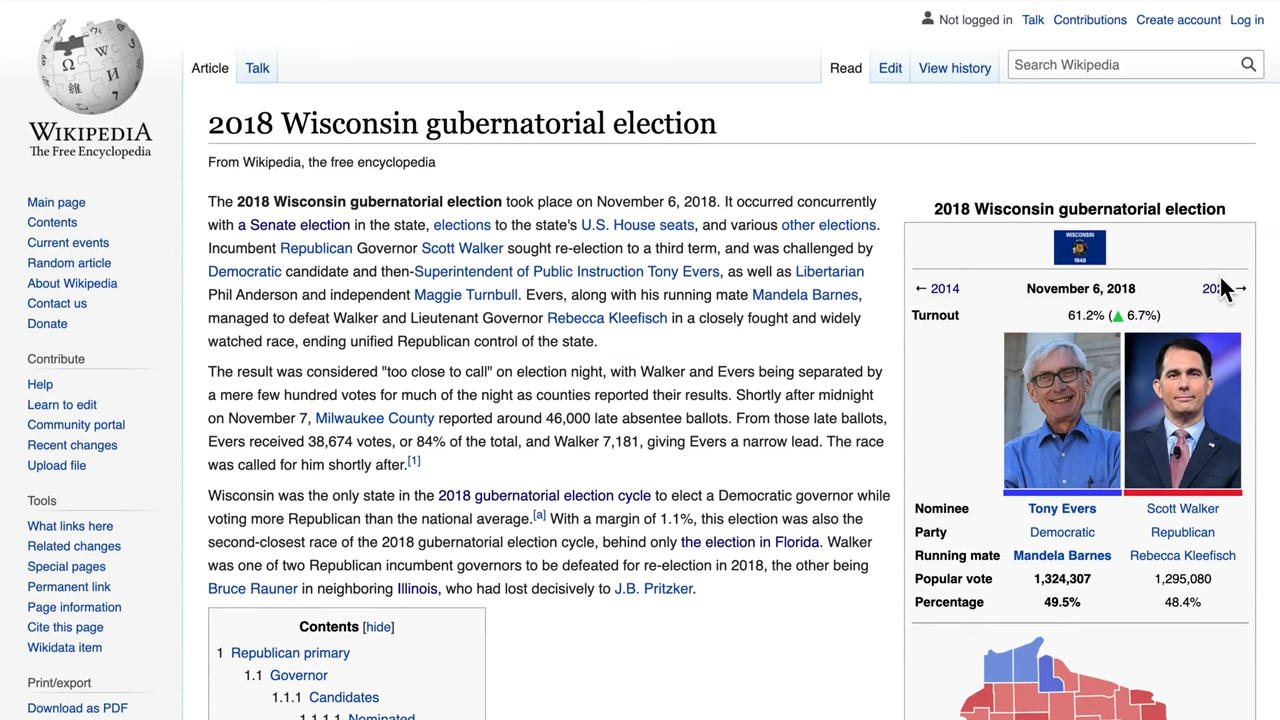 Not logged in Talk Contributions Create account Log in
Article Talk Read Edit View history Search Wikipedia
WIKIPEDIA
The Free Encyclopedia
Main page
Contents
Current events
Random article
About Wikipedia
Contact us
Donate
Contribute
Help
Learn to edit
Community portal
Recent changes
Upload file
Tools
What links here
Related changes
Special pages
Permanent link
Page information
Cite this page
Wikidata item
Print/export
Download as PDF
2018 Wisconsin gubernatorial election
From Wikipedia, the free encyclopedia
The 2018 Wisconsin gubernatorial election took place on November 6, 2018. It occurred concurrently
with a Senate election in the state, elections to the state's U.S. House seats, and various other elections.
Incumbent Republican Governor Scott Walker sought re-election to a third term, and was challenged by
Democratic candidate and then-Superintendent of Public Instruction Tony Evers, as well as Libertarian
Phil Anderson and independent Maggie Turnbull. Evers, along with his running mate Mandela Barnes,
managed to defeat Walker and Lieutenant Governor Rebecca Kleefisch in a closely fought and widely
watched race, ending unified Republican control of the state.
The result was considered "too close to call" on election night, with Walker and Evers being separated by
a mere few hundred votes for much of the night as counties reported their results. Shortly after midnight
on November 7, Milwaukee County reported around 46,000 late absentee ballots. From those late ballots,
Evers received 38,674 votes, or 84% of the total, and Walker 7,181, giving Evers a narrow lead. The race
was called for him shortly after.[1]
Wisconsin was the only state in the 2018 gubernatorial election cycle to elect a Democratic governor while
voting more Republican than the national average.[a] With a margin of 1.1%, this election was also the
second-closest race of the 2018 gubernatorial election cycle, behind only the election in Florida. Walker
was one of two Republican incumbent governors to be defeated for re-election in 2018, the other being
Bruce Rauner in neighboring Illinois, who had lost decisively to J.B. Pritzker.
Contents [hide]
1 Republican primary
1.1 Governor
1.1.1 Candidates
1.1.1.1 Nominated
2018 Wisconsin gubernatorial election
WISCONSIN
1848
← 2014 November 6, 2018 →
Turnout 61.2% (▲ 6.7%)
Nominee Tony Evers Scott Walker
Party Democratic Republican
Running mate Mandela Barnes Rebecca Kleefisch
Popular vote 1,324,307 1,295,080
Percentage 49.5% 48.4%